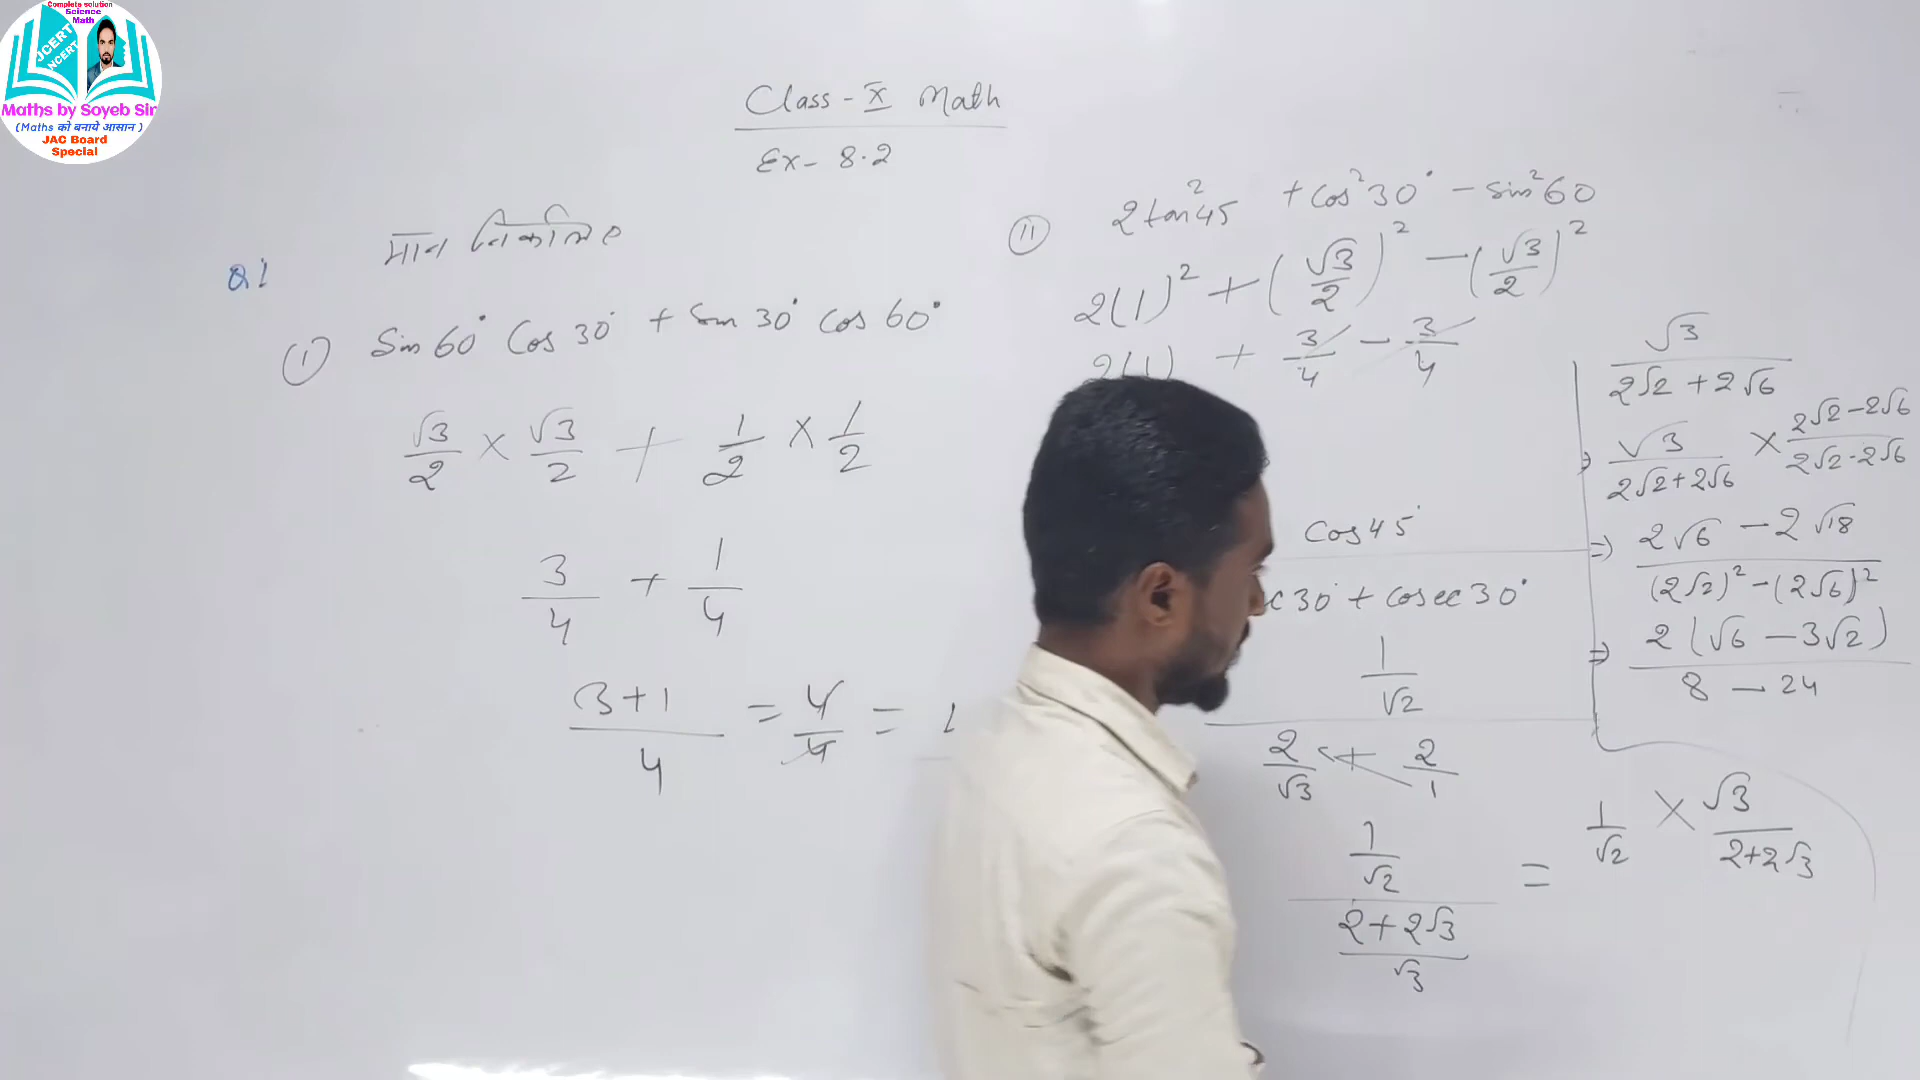 Complete solution
Science
Math
JCERT
NCERT
Maths by Soyeb Sir
(Maths को बनाये आसान)
JAC Board
Special
Class - X Math
Ex - 8.2
Q1 मान निकालिए
(i) Sin 60° Cos 30° + Sin 30° Cos 60°
√3/2 × √3/2 + 1/2 × 1/2
3/4 + 1/4
(3+1)/4 = 4/4 = 1
(ii) 2tan²45 + cos²30° - sin²60
2(1)² + (√3/2)² - (√3/2)²
2(1) + 3/4 - 3/4
cos45°
c30° + cosec30°
1/√2
2/√3 + 2/1
1/√2
(2+2√3)/√3
= 1/√2 × √3/(2+2√3)
√3/(2√2+2√6)
⇒ √3/(2√2+2√6) × (2√2-2√6)/(2√2-2√6)
⇒ (2√6 - 2√18)/((2√2)² - (2√6)²)
⇒ 2(√6 - 3√2)/(8 - 24)